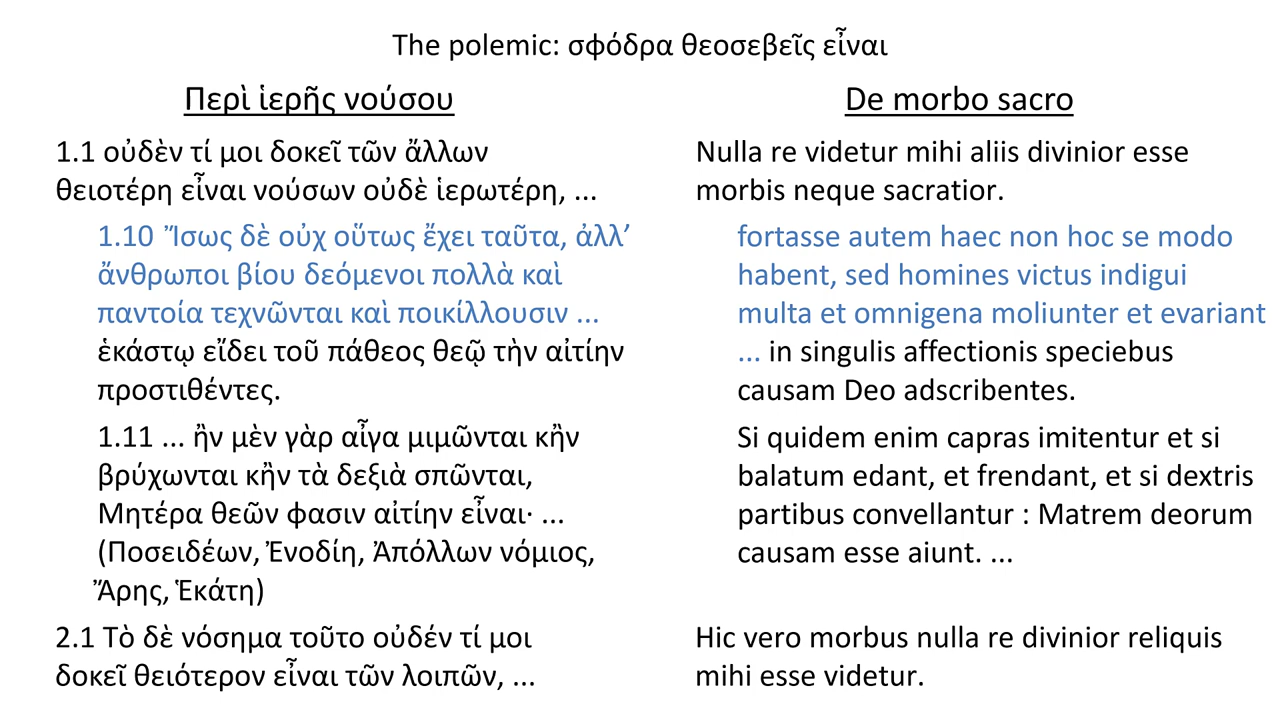 The polemic: σφόδρα θεοσεβεῖς εἶναι
Περὶ ἱερῆς νούσου
1.1 οὐδὲν τί μοι δοκεῖ τῶν ἄλλων
θειοτέρη εἶναι νούσων οὐδὲ ἱερωτέρη, ...
1.10 Ἴσως δὲ οὐχ οὕτως ἔχει ταῦτα, ἀλλ’
ἄνθρωποι βίου δεόμενοι πολλὰ καὶ
παντοία τεχνῶνται καὶ ποικίλλουσιν ...
ἑκάστῳ εἴδει τοῦ πάθεος θεῷ τὴν αἰτίην
προστιθέντες.
1.11 ... ἢν μὲν γὰρ αἶγα μιμῶνται κἢν
βρύχωνται κἢν τὰ δεξιὰ σπῶνται,
Μητέρα θεῶν φασιν αἰτίην εἶναι· ...
(Ποσειδέων, Ἐνοδίη, Ἀπόλλων νόμιος,
Ἄρης, Ἑκάτη)
2.1 Τὸ δὲ νόσημα τοῦτο οὐδέν τί μοι
δοκεῖ θειότερον εἶναι τῶν λοιπῶν, ...
De morbo sacro
Nulla re videtur mihi aliis divinior esse
morbis neque sacratior.
fortasse autem haec non hoc se modo
habent, sed homines victus indigui
multa et omnigena moliunter et evariant
... in singulis affectionis speciebus
causam Deo adscribentes.
Si quidem enim capras imitentur et si
balatum edant, et frendant, et si dextris
partibus convellantur : Matrem deorum
causam esse aiunt. ...
Hic vero morbus nulla re divinior reliquis
mihi esse videtur.